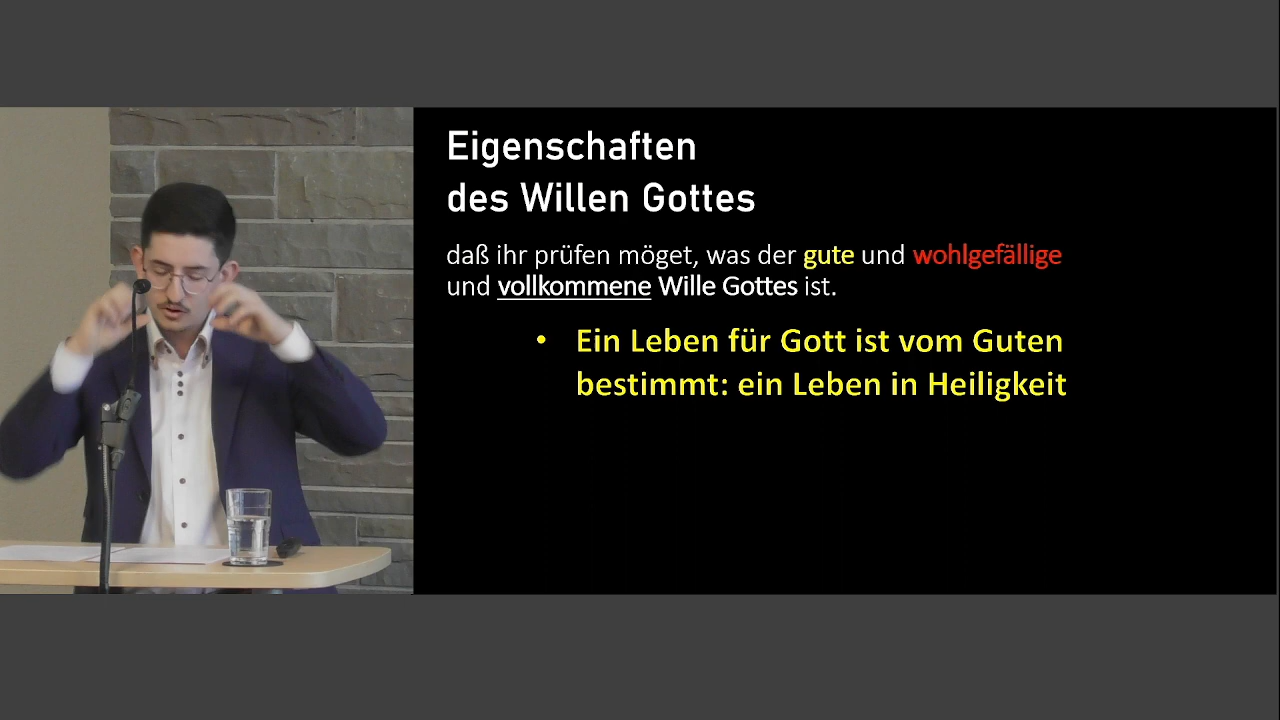 Eigenschaften
des Willen Gottes
daß ihr prüfen möget, was der gute und wohlgefällige
und vollkommene Wille Gottes ist.
• Ein Leben für Gott ist vom Guten
bestimmt: ein Leben in Heiligkeit